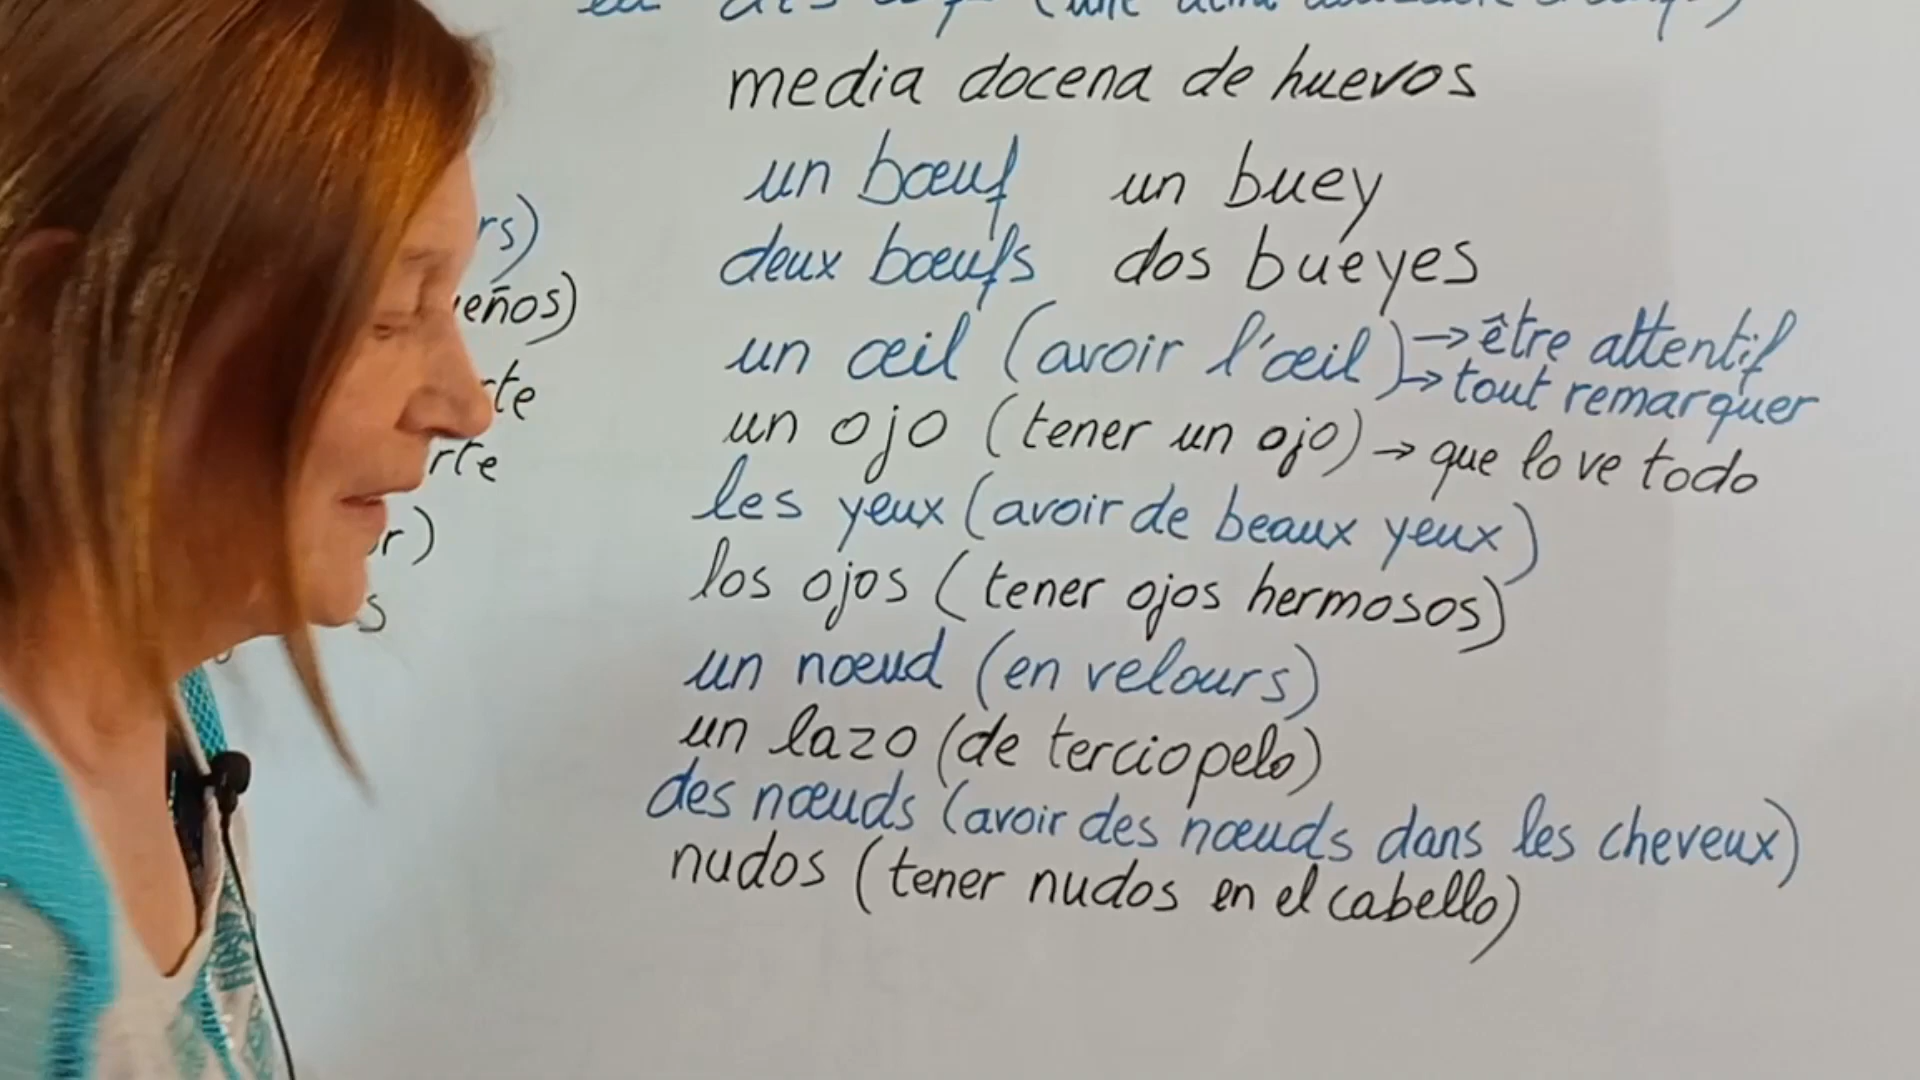 media docena de huevos
un bœuf un buey
deux bœufs dos bueyes
un œil (avoir l'œil) → être attentif
→ tout remarquer
un ojo (tener un ojo) → que lo ve todo
les yeux (avoir de beaux yeux)
los ojos (tener ojos hermosos)
un nœud (en velours)
un lazo (de terciopelo)
des nœuds (avoir des nœuds dans les cheveux)
nudos (tener nudos en el cabello)